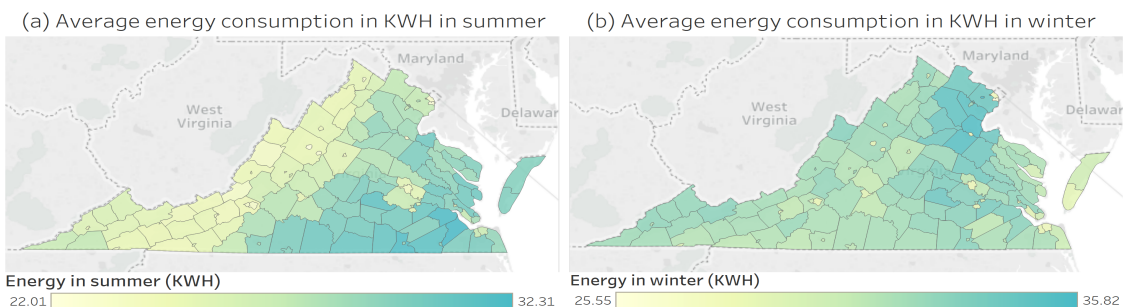 (a) Average energy consumption in KWH in summer
Maryland
West
Virginia
Delawar
Energy in summer (KWH)
22.01 32.31
(b) Average energy consumption in KWH in winter
Maryland
West
Virginia
Delawar
Energy in winter (KWH)
25.55 35.82